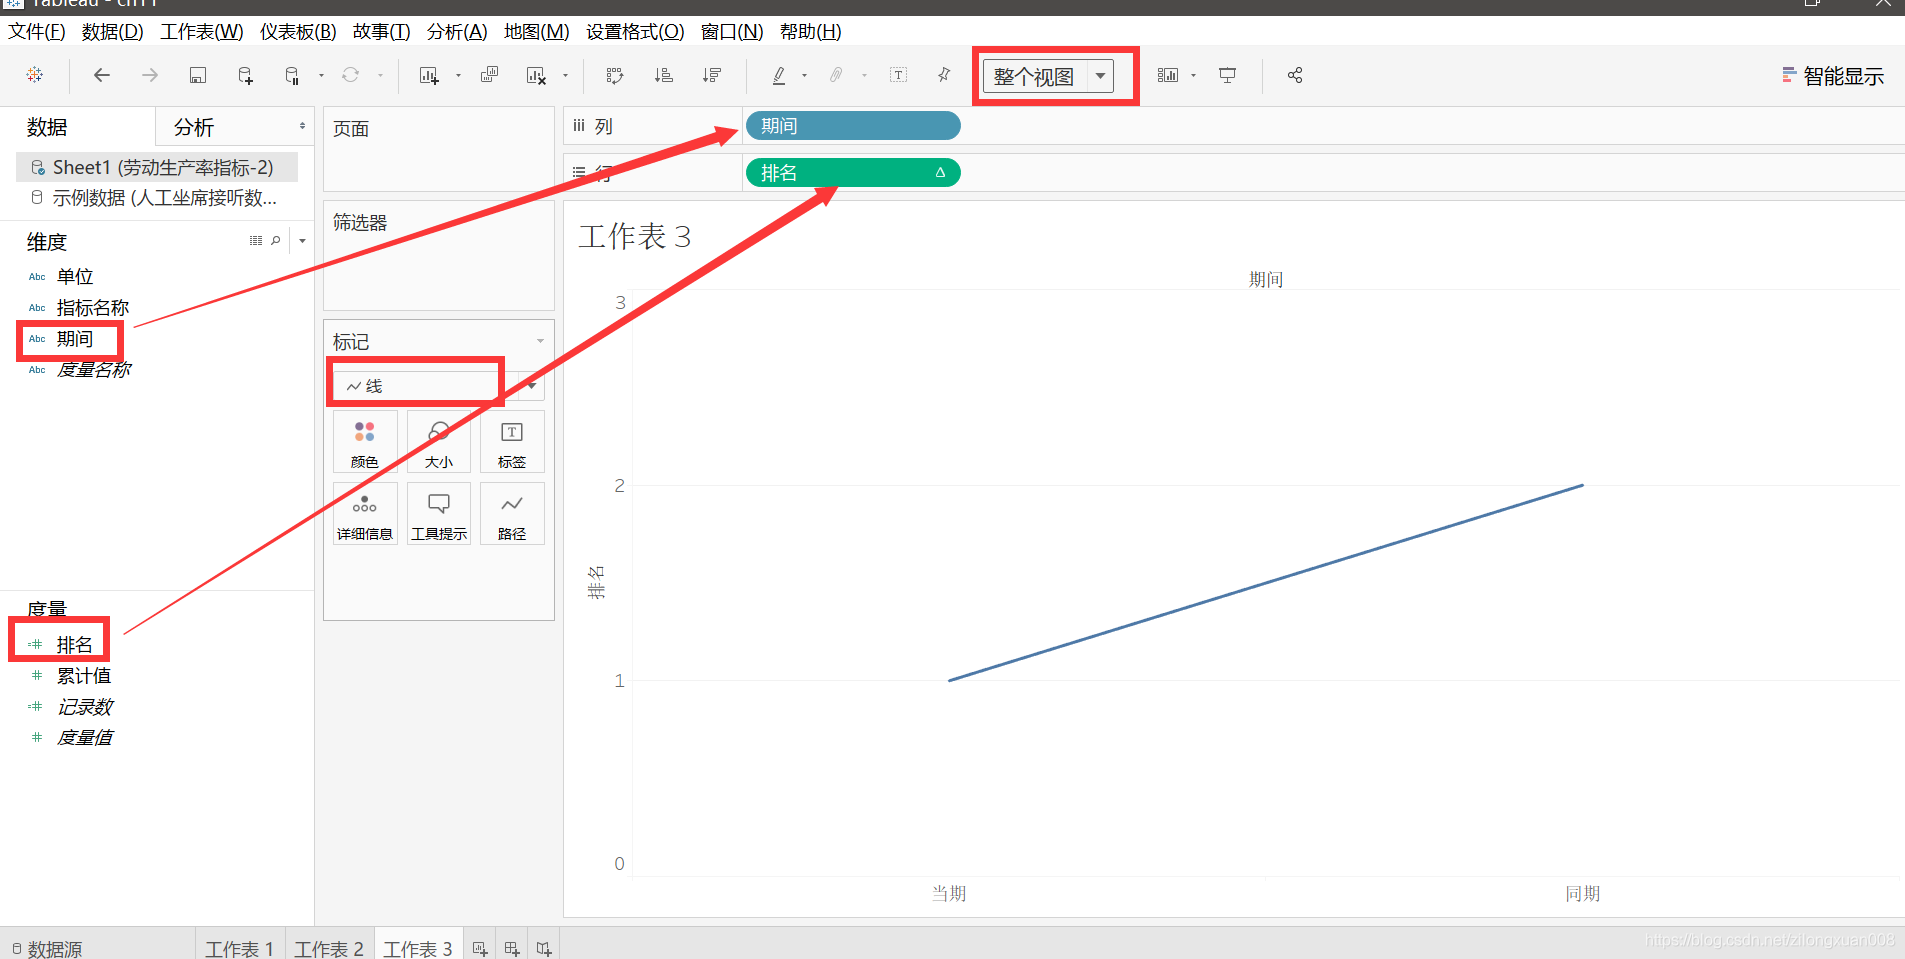 Tableau - ch11
文件(F) 数据(D) 工作表(W) 仪表板(B) 故事(T) 分析(A) 地图(M) 设置格式(O) 窗口(N) 帮助(H)
整个视图
智能显示
数据 分析
Sheet1 (劳动生产率指标-2)
示例数据 (人工坐席接听数...
维度
Abc 单位
Abc 指标名称
Abc 期间
Abc 度量名称
度量
排名
累计值
记录数
度量值
页面
筛选器
标记
线
颜色 大小 标签
详细信息 工具提示 路径
列 期间
行 排名
工作表 3
期间
3
2
1
0
排名
当期 同期
数据源 工作表 1 工作表 2 工作表 3
https://blog.csdn.net/zilongxuan008